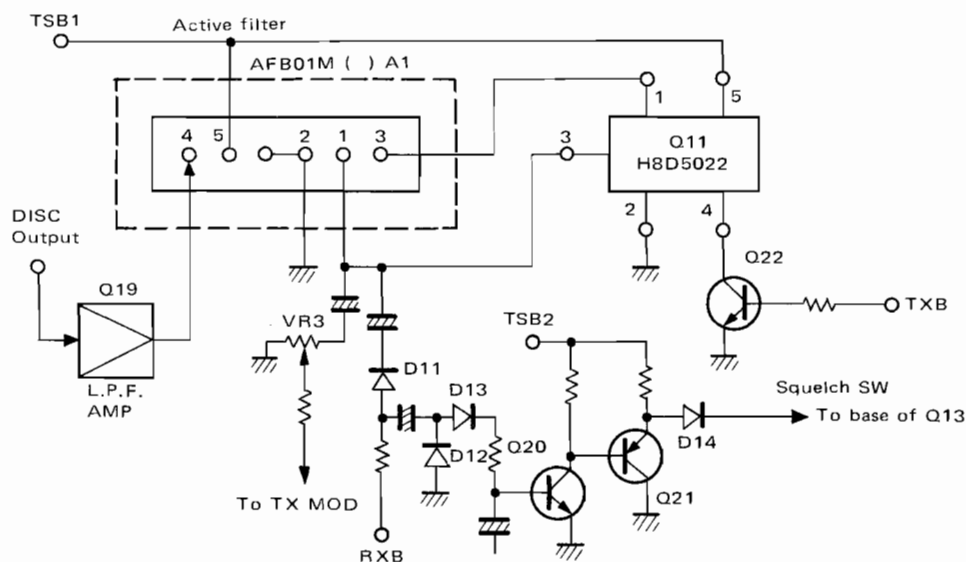 TSB1
Active filter
AFB01M ( ) A1
4 5 2 1 3
1 5
3
Q11
H8D5022
2 4
DISC
Output
Q19
L.P.F.
AMP
VR3
Q22
TXB
TSB2
D11
D13
D12
Q20
D14
Squelch SW
To base of Q13
Q21
To TX MOD
RXB